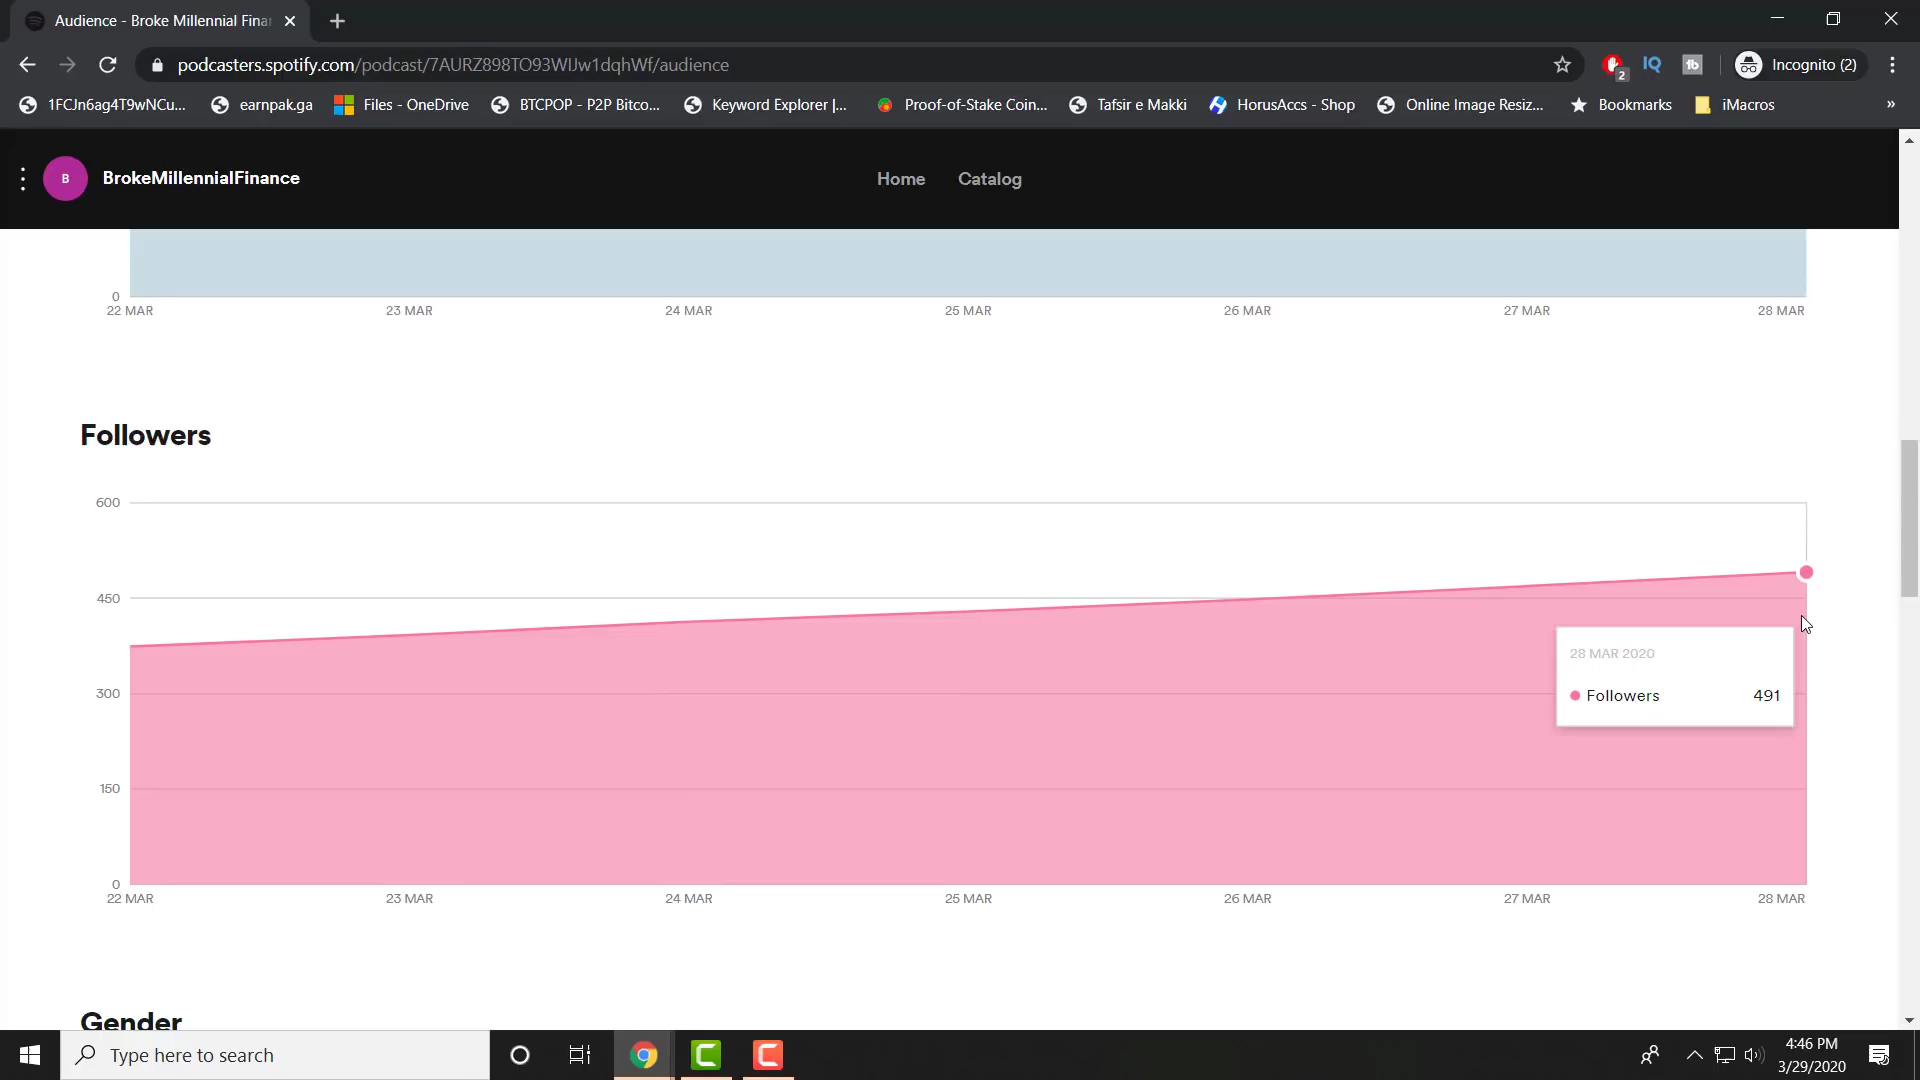 Audience - Broke Millennial Fina
podcasters.spotify.com/podcast/7AURZ898TO93WIJw1dqhWf/audience
2
IQ
tb
Incognito (2)
1FCJn6ag4T9wNCu...
earnpak.ga
Files - OneDrive
BTCPOP - P2P Bitco...
Keyword Explorer |...
Proof-of-Stake Coin...
Tafsir e Makki
HorusAccs - Shop
Online Image Resiz...
Bookmarks
iMacros
»
B
BrokeMillennialFinance
Home
Catalog
0
22 MAR
23 MAR
24 MAR
25 MAR
26 MAR
27 MAR
28 MAR
Followers
600
450
300
150
0
28 MAR 2020
Followers 491
22 MAR
23 MAR
24 MAR
25 MAR
26 MAR
27 MAR
28 MAR
Gender
Type here to search
4:46 PM
3/29/2020